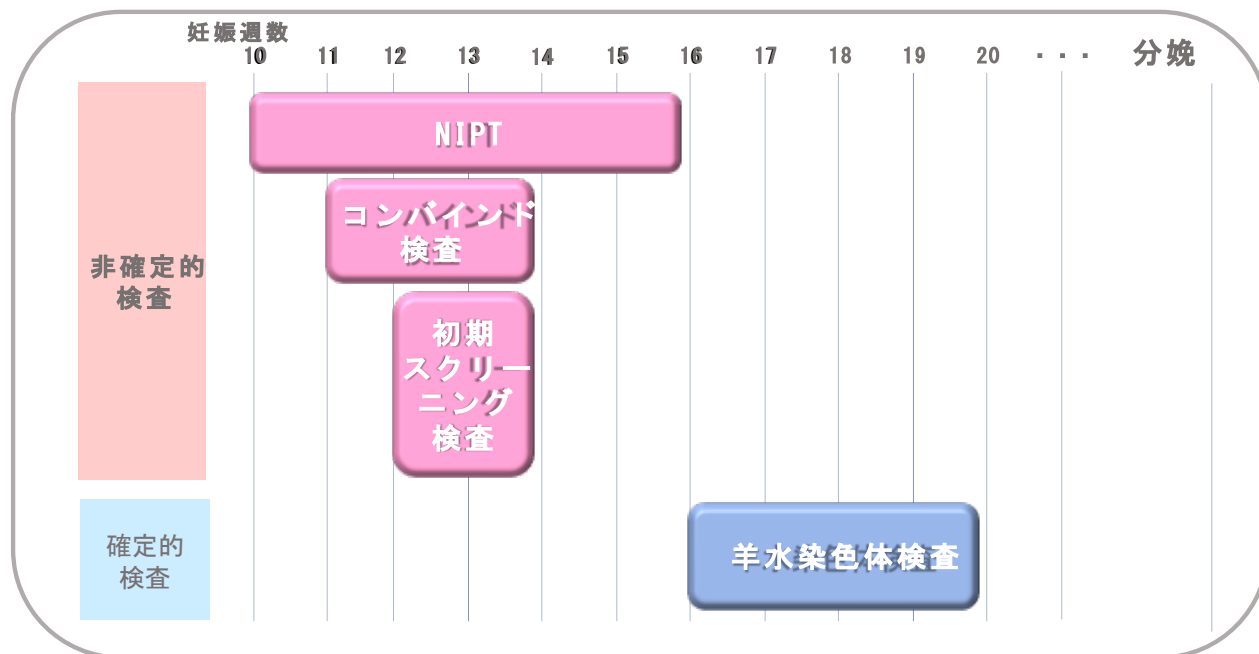 妊娠週数
10 11 12 13 14 15 16 17 18 19 20 ・・・ 分娩
NIPT
コンバインド
検査
非確定的
検査
初期
スクリー
ニング
検査
確定的
検査
羊水染色体検査